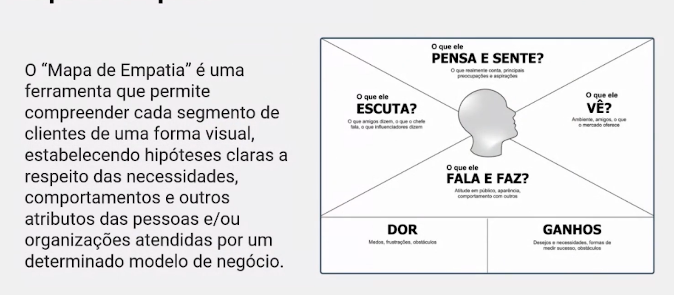 O “Mapa de Empatia” é uma
ferramenta que permite
compreender cada segmento de
clientes de uma forma visual,
estabelecendo hipóteses claras a
respeito das necessidades,
comportamentos e outros
atributos das pessoas e/ou
organizações atendidas por um
determinado modelo de negócio.
O que ele
PENSA E SENTE?
O que realmente conta, principais
preocupações e aspirações
O que ele
ESCUTA?
O que amigos dizem, o que o chefe
fala, o que influenciadores dizem
O que ele
VÊ?
Ambiente, amigos, o que
o mercado oferece
O que ele
FALA E FAZ?
Atitude em público, aparência,
comportamento com outros
DOR
Medos, frustrações, obstáculos
GANHOS
Desejos e necessidades, formas de
medir sucesso, obstáculos